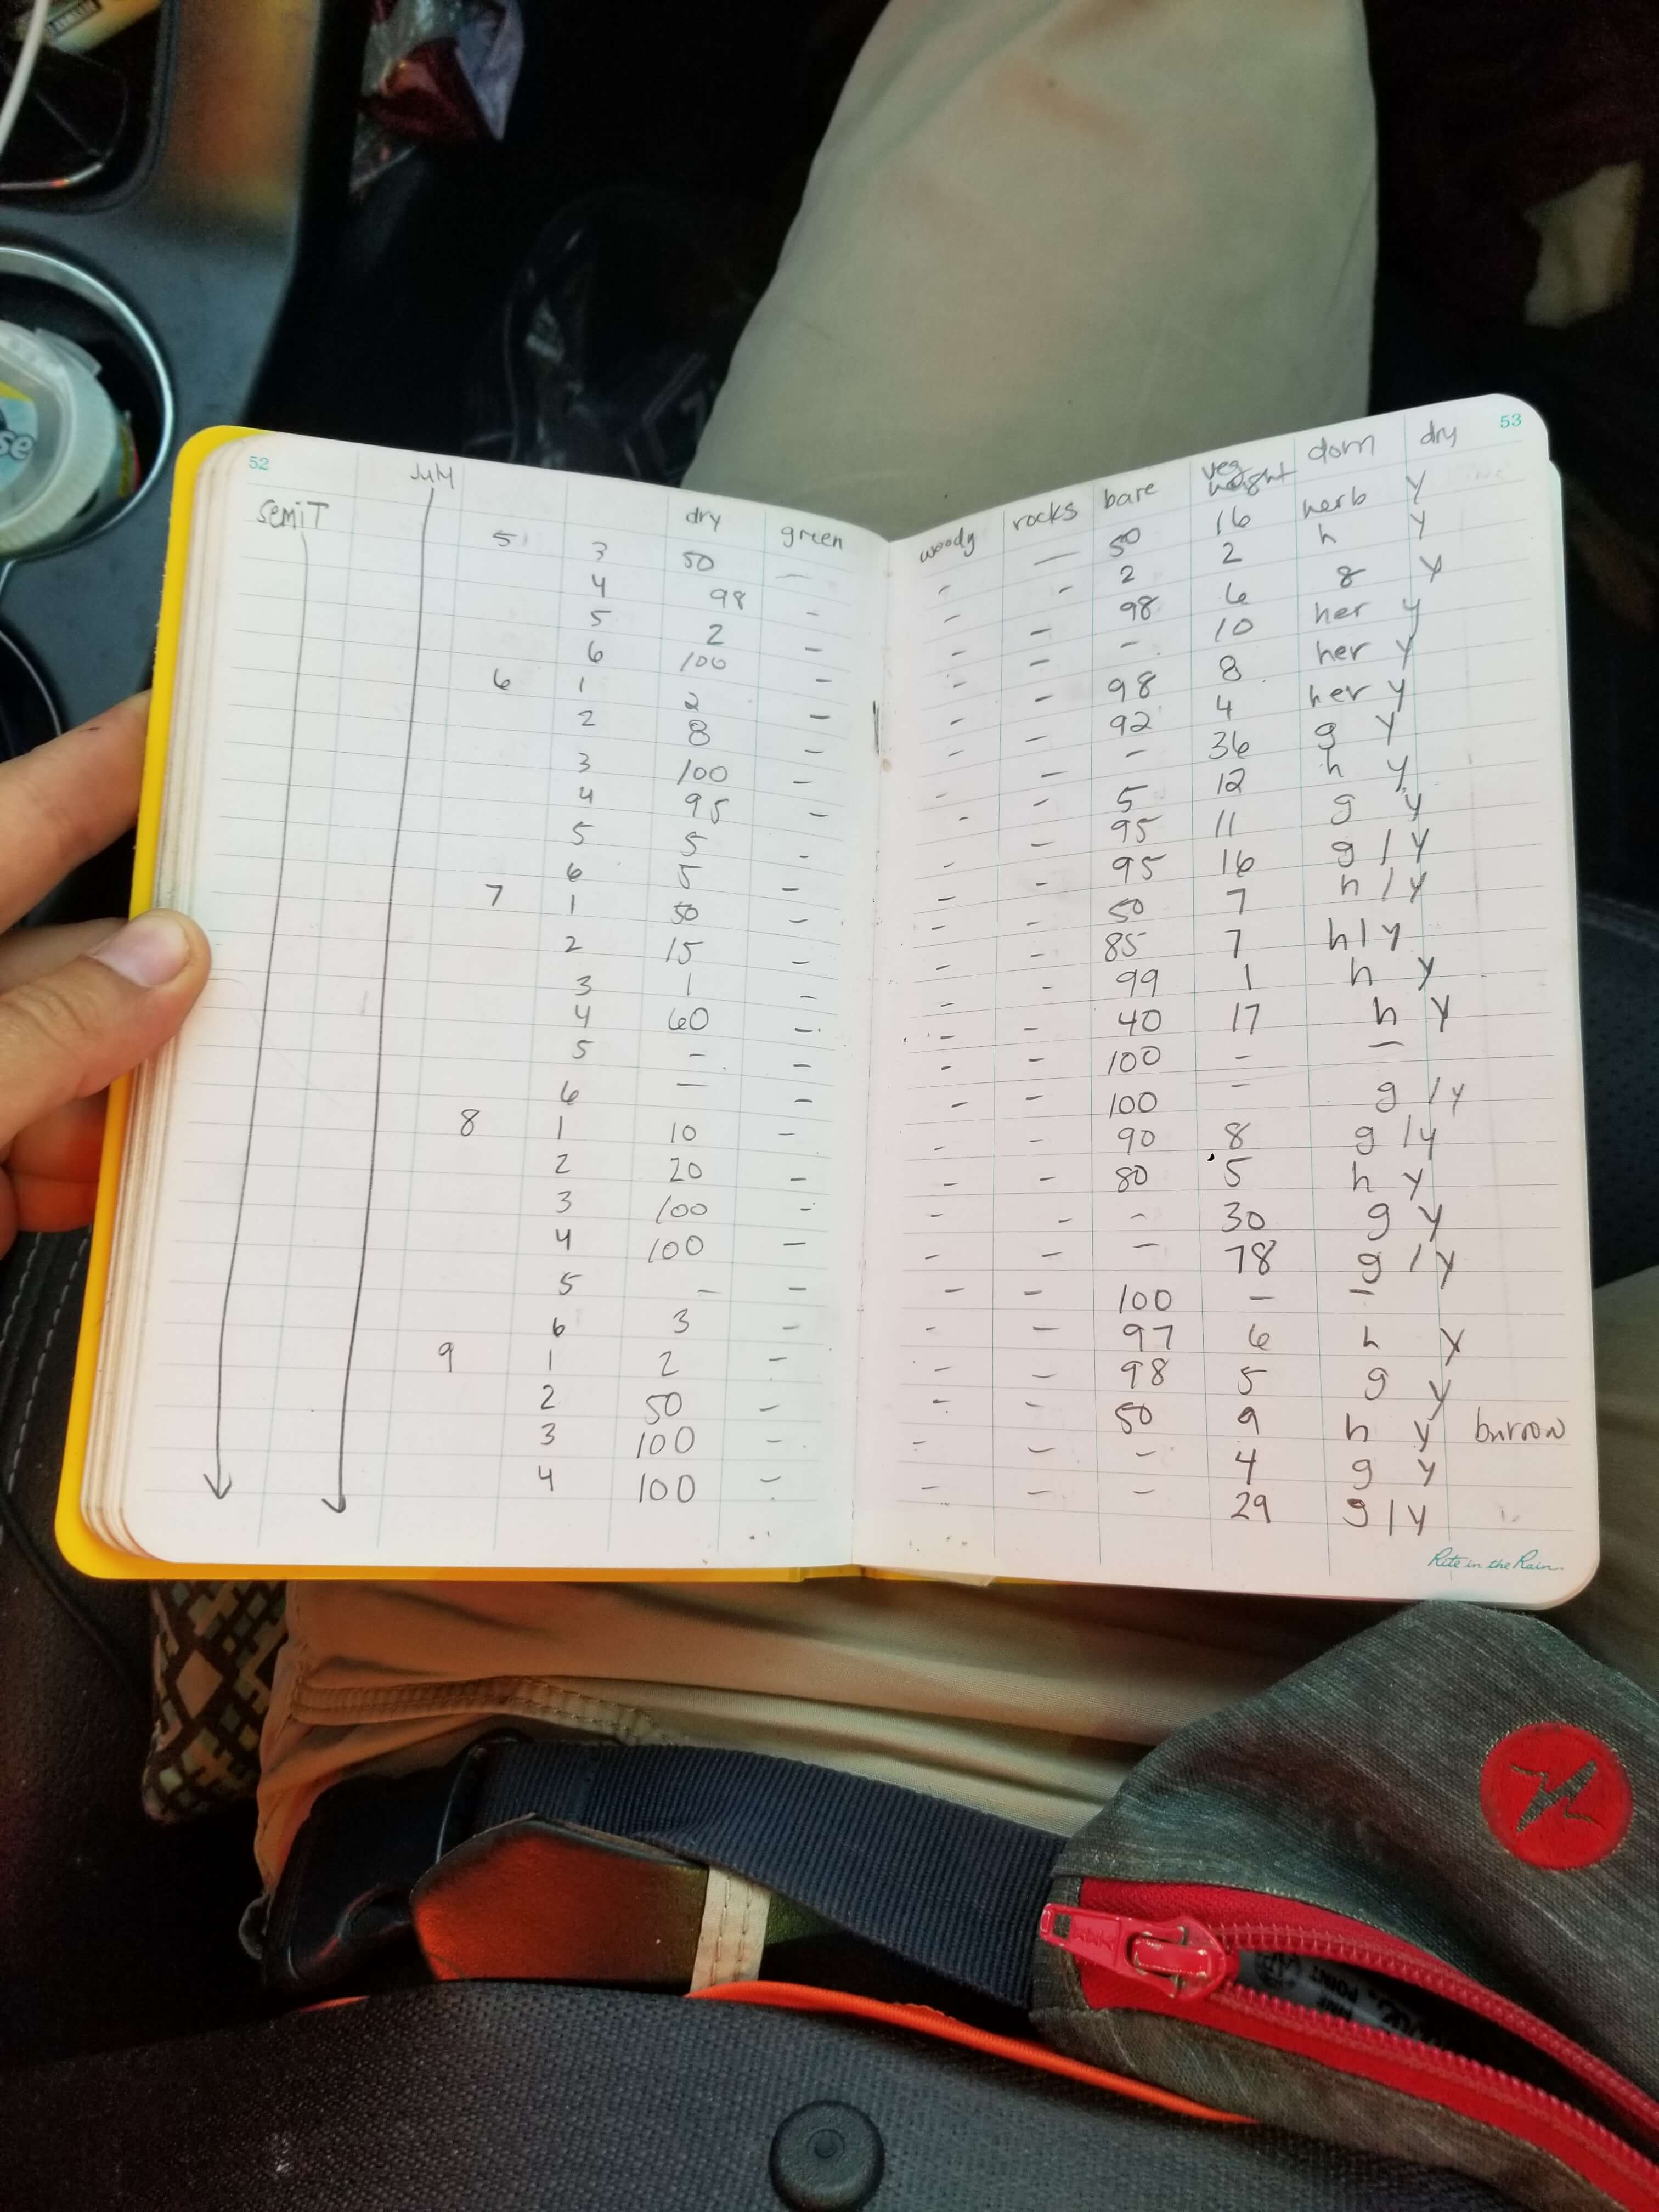 52
53
July
SemiT
dry green woody rocks bare veg height dom dry
5 3 50 - - - 50 16 herb y
4 98 - - - 2 2 h y
5 2 - - - 98 6 g y
6 100 - - - - 10 her y
6 1 2 - - - 98 8 her y
2 8 - - - 92 4 her y
3 100 - - - - 36 g y
4 95 - - - 5 12 h y
5 5 - - - 95 11 g y
6 5 - - - 95 16 g / y
7 1 50 - - - 50 7 h / y
2 15 - - - 85 7 h / y
3 1 - - - 99 1 h y
4 60 - - - 40 17 h y
5 - - - - 100 - -
6 - - - - 100 - g / y
8 1 10 - - - 90 8 g / y
2 20 - - - 80 5 h y
3 100 - - - - 30 g y
4 100 - - - - 78 g / y
5 - - - - 100 - -
6 3 - - - 97 6 h y
9 1 2 - - - 98 5 g y
2 50 - - - 50 9 h y burrow
3 100 - - - - 4 g y
4 100 - - - - 29 g / y
Rite in the Rain